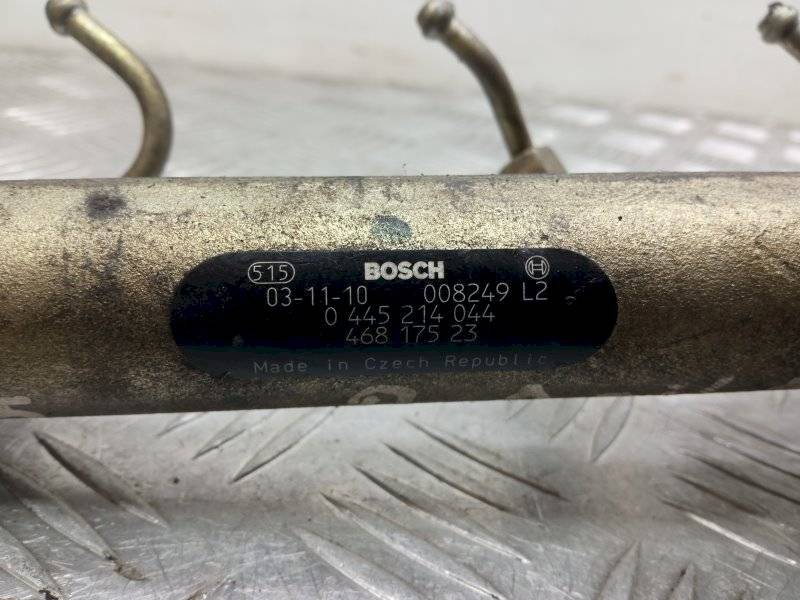 515 BOSCH
03-11-10 008249 L2
0 445 214 044
468 175 23
Made in Czech Republic